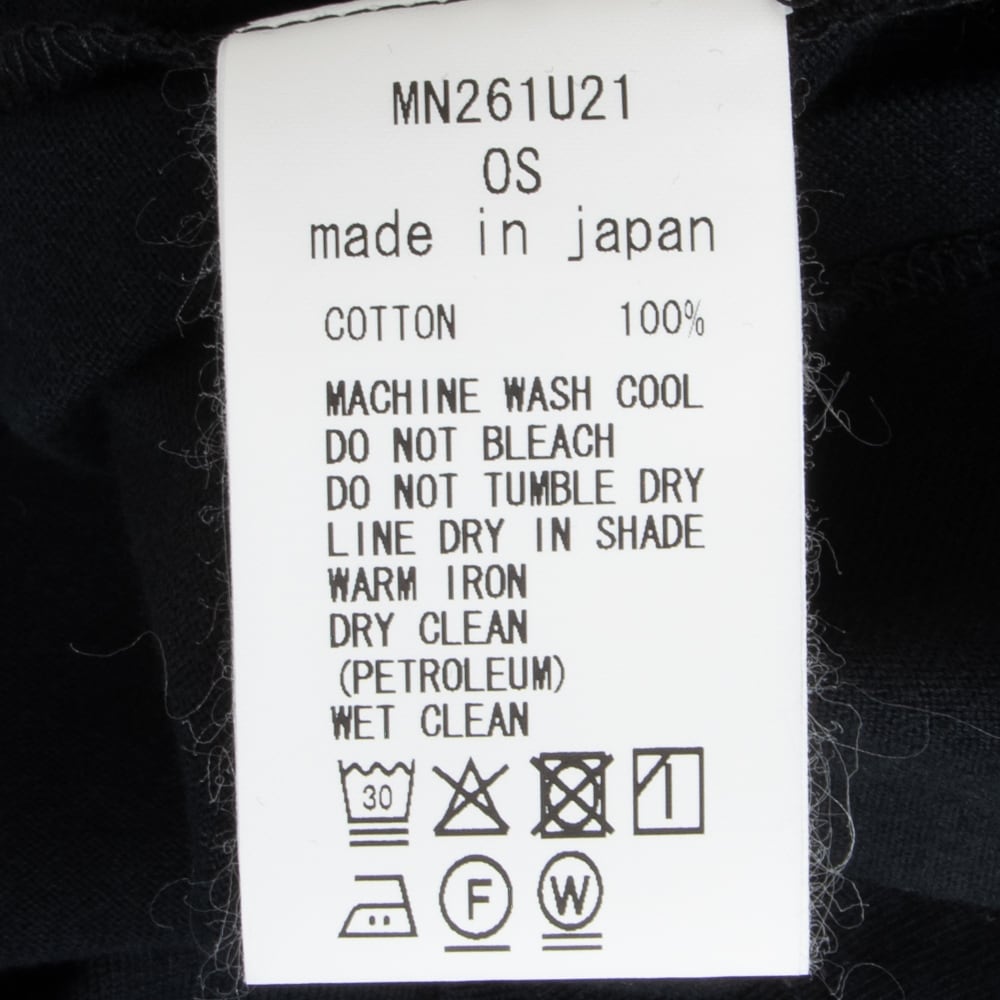 MN261U21
OS
made in japan
COTTON 100%
MACHINE WASH COOL
DO NOT BLEACH
DO NOT TUMBLE DRY
LINE DRY IN SHADE
WARM IRON
DRY CLEAN
(PETROLEUM)
WET CLEAN
30
F W